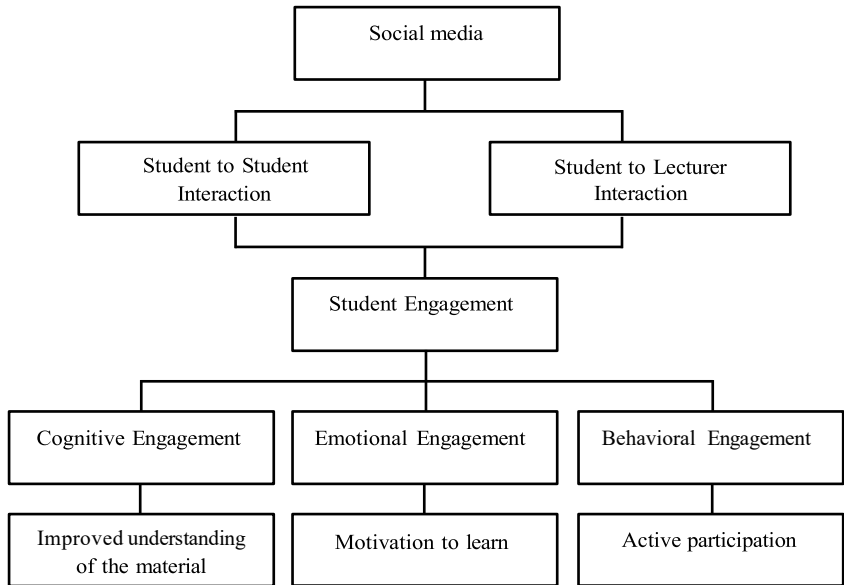 Social media
Student to Student
Interaction
Student to Lecturer
Interaction
Student Engagement
Cognitive Engagement
Emotional Engagement
Behavioral Engagement
Improved understanding
of the material
Motivation to learn
Active participation